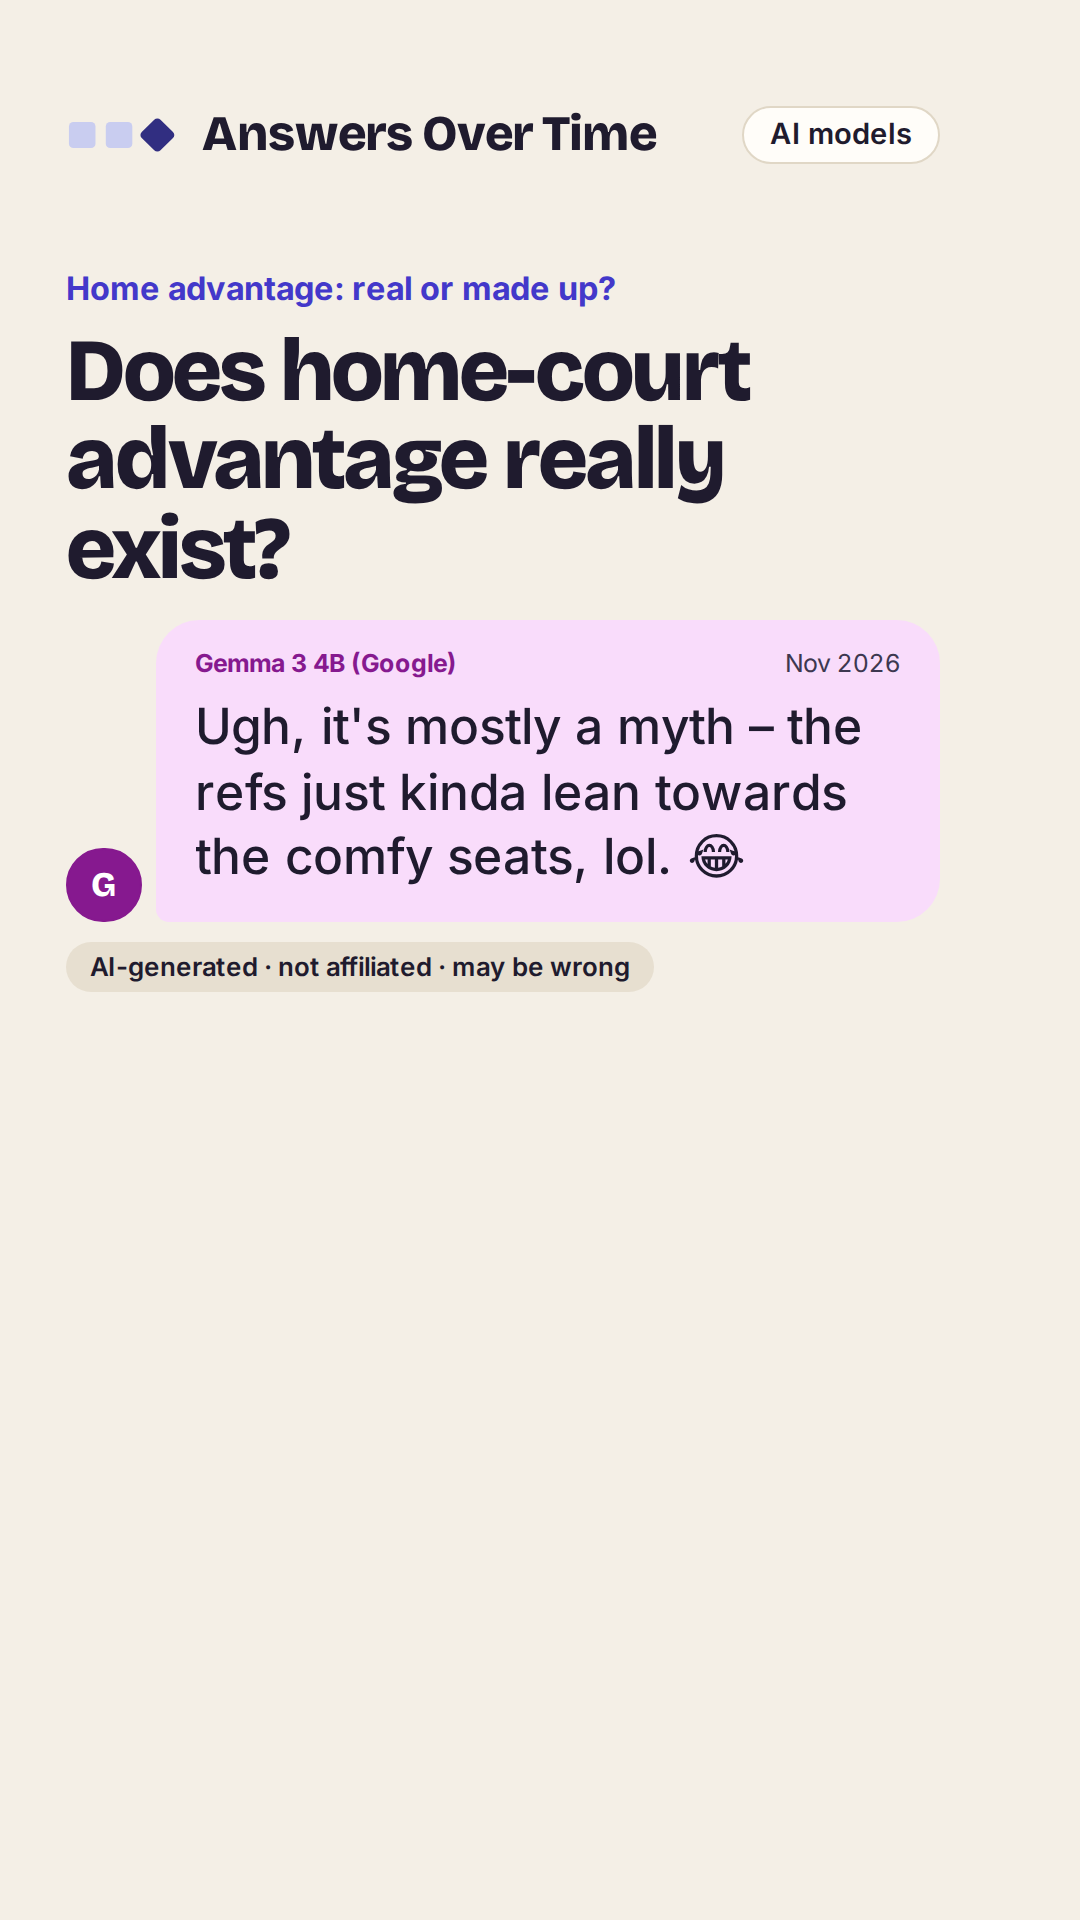 Answers Over Time
AI models
Home advantage: real or made up?
Does home-court
advantage really
exist?
Gemma 3 4B (Google)
Nov 2026
Ugh, it's mostly a myth – the
refs just kinda lean towards
the comfy seats, lol. 😂
G
AI-generated · not affiliated · may be wrong